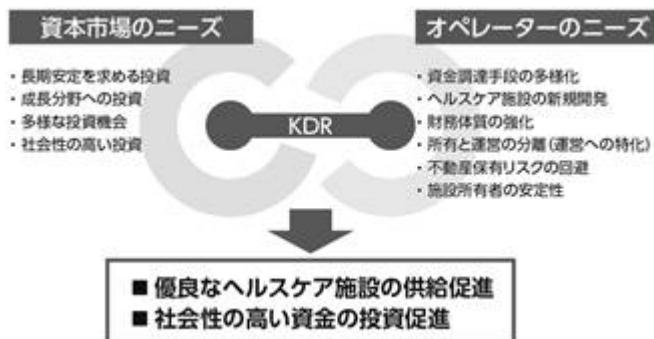 資本市場のニーズ
・長期安定を求める投資
・成長分野への投資
・多様な投資機会
・社会性の高い投資
KDR
オペレーターのニーズ
・資金調達手段の多様化
・ヘルスケア施設の新規開発
・財務体質の強化
・所有と運営の分離(運営への特化)
・不動産保有リスクの回避
・施設所有者の安定性
■ 優良なヘルスケア施設の供給促進
■ 社会性の高い資金の投資促進